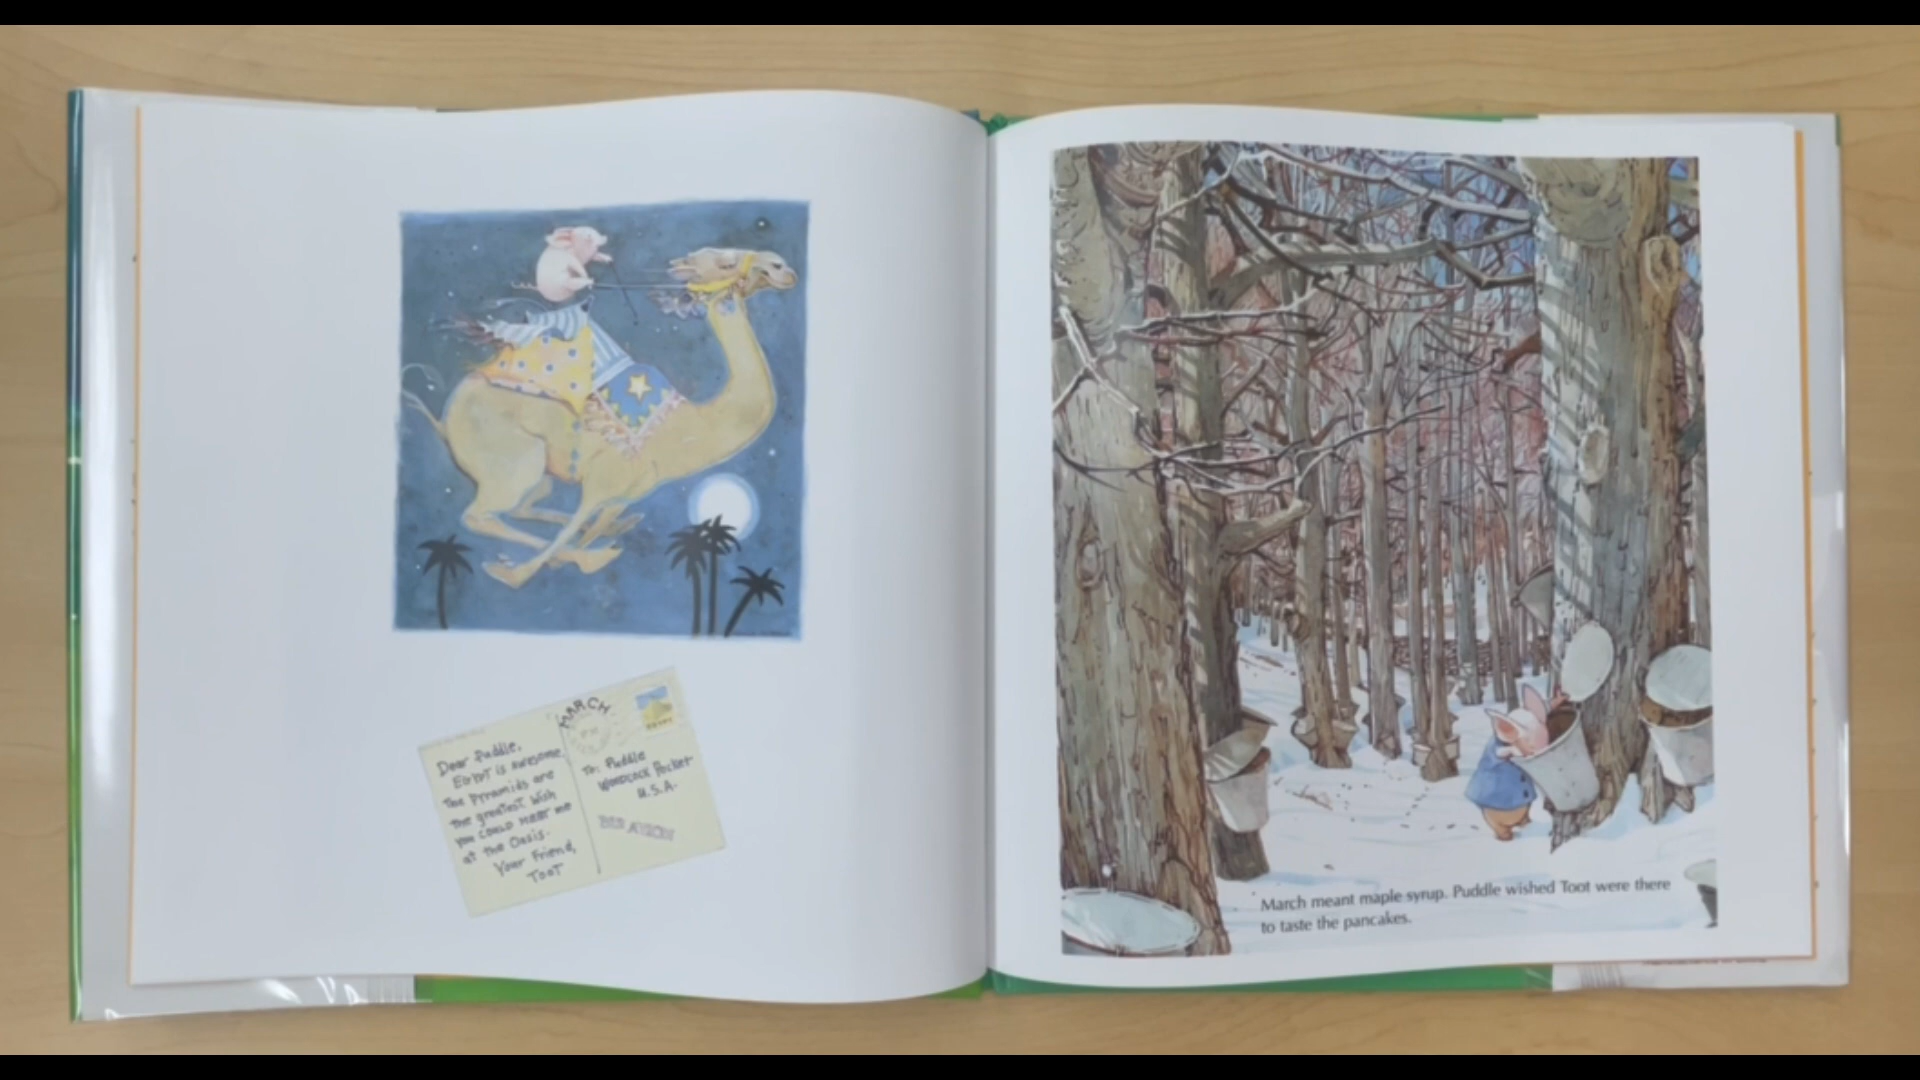 MARCH
EGYPT
Dear Puddle,
EGYPT is awesome.
The pyramids are
the greatest. Wish
you COULD MEET me
at the Oasis.
Your Friend,
TOOT
To: Puddle
WOODCOCK POCKET
U.S.A.
March meant maple syrup. Puddle wished Toot were there
to taste the pancakes.